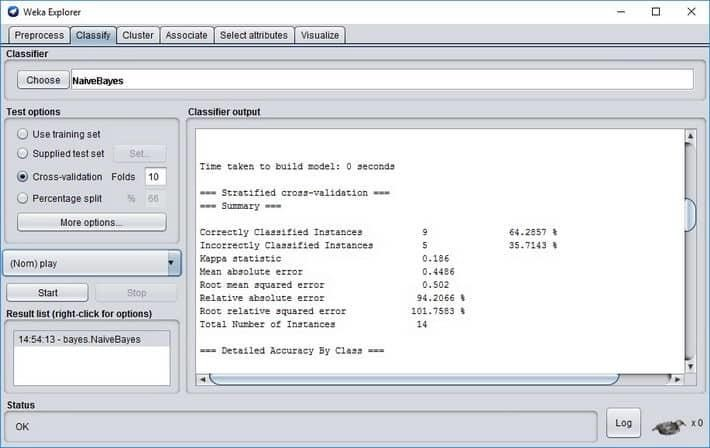 Weka Explorer
Preprocess Classify Cluster Associate Select attributes Visualize
Classifier
Choose NaiveBayes
Test options
Use training set
Supplied test set Set...
Cross-validation Folds 10
Percentage split % 66
More options...
(Nom) play
Start Stop
Result list (right-click for options)
14:54:13 - bayes.NaiveBayes
Classifier output
Time taken to build model: 0 seconds
=== Stratified cross-validation ===
=== Summary ===
Correctly Classified Instances 9 64.2857 %
Incorrectly Classified Instances 5 35.7143 %
Kappa statistic 0.186
Mean absolute error 0.4486
Root mean squared error 0.502
Relative absolute error 94.2066 %
Root relative squared error 101.7583 %
Total Number of Instances 14
=== Detailed Accuracy By Class ===
Status
OK
Log
x 0